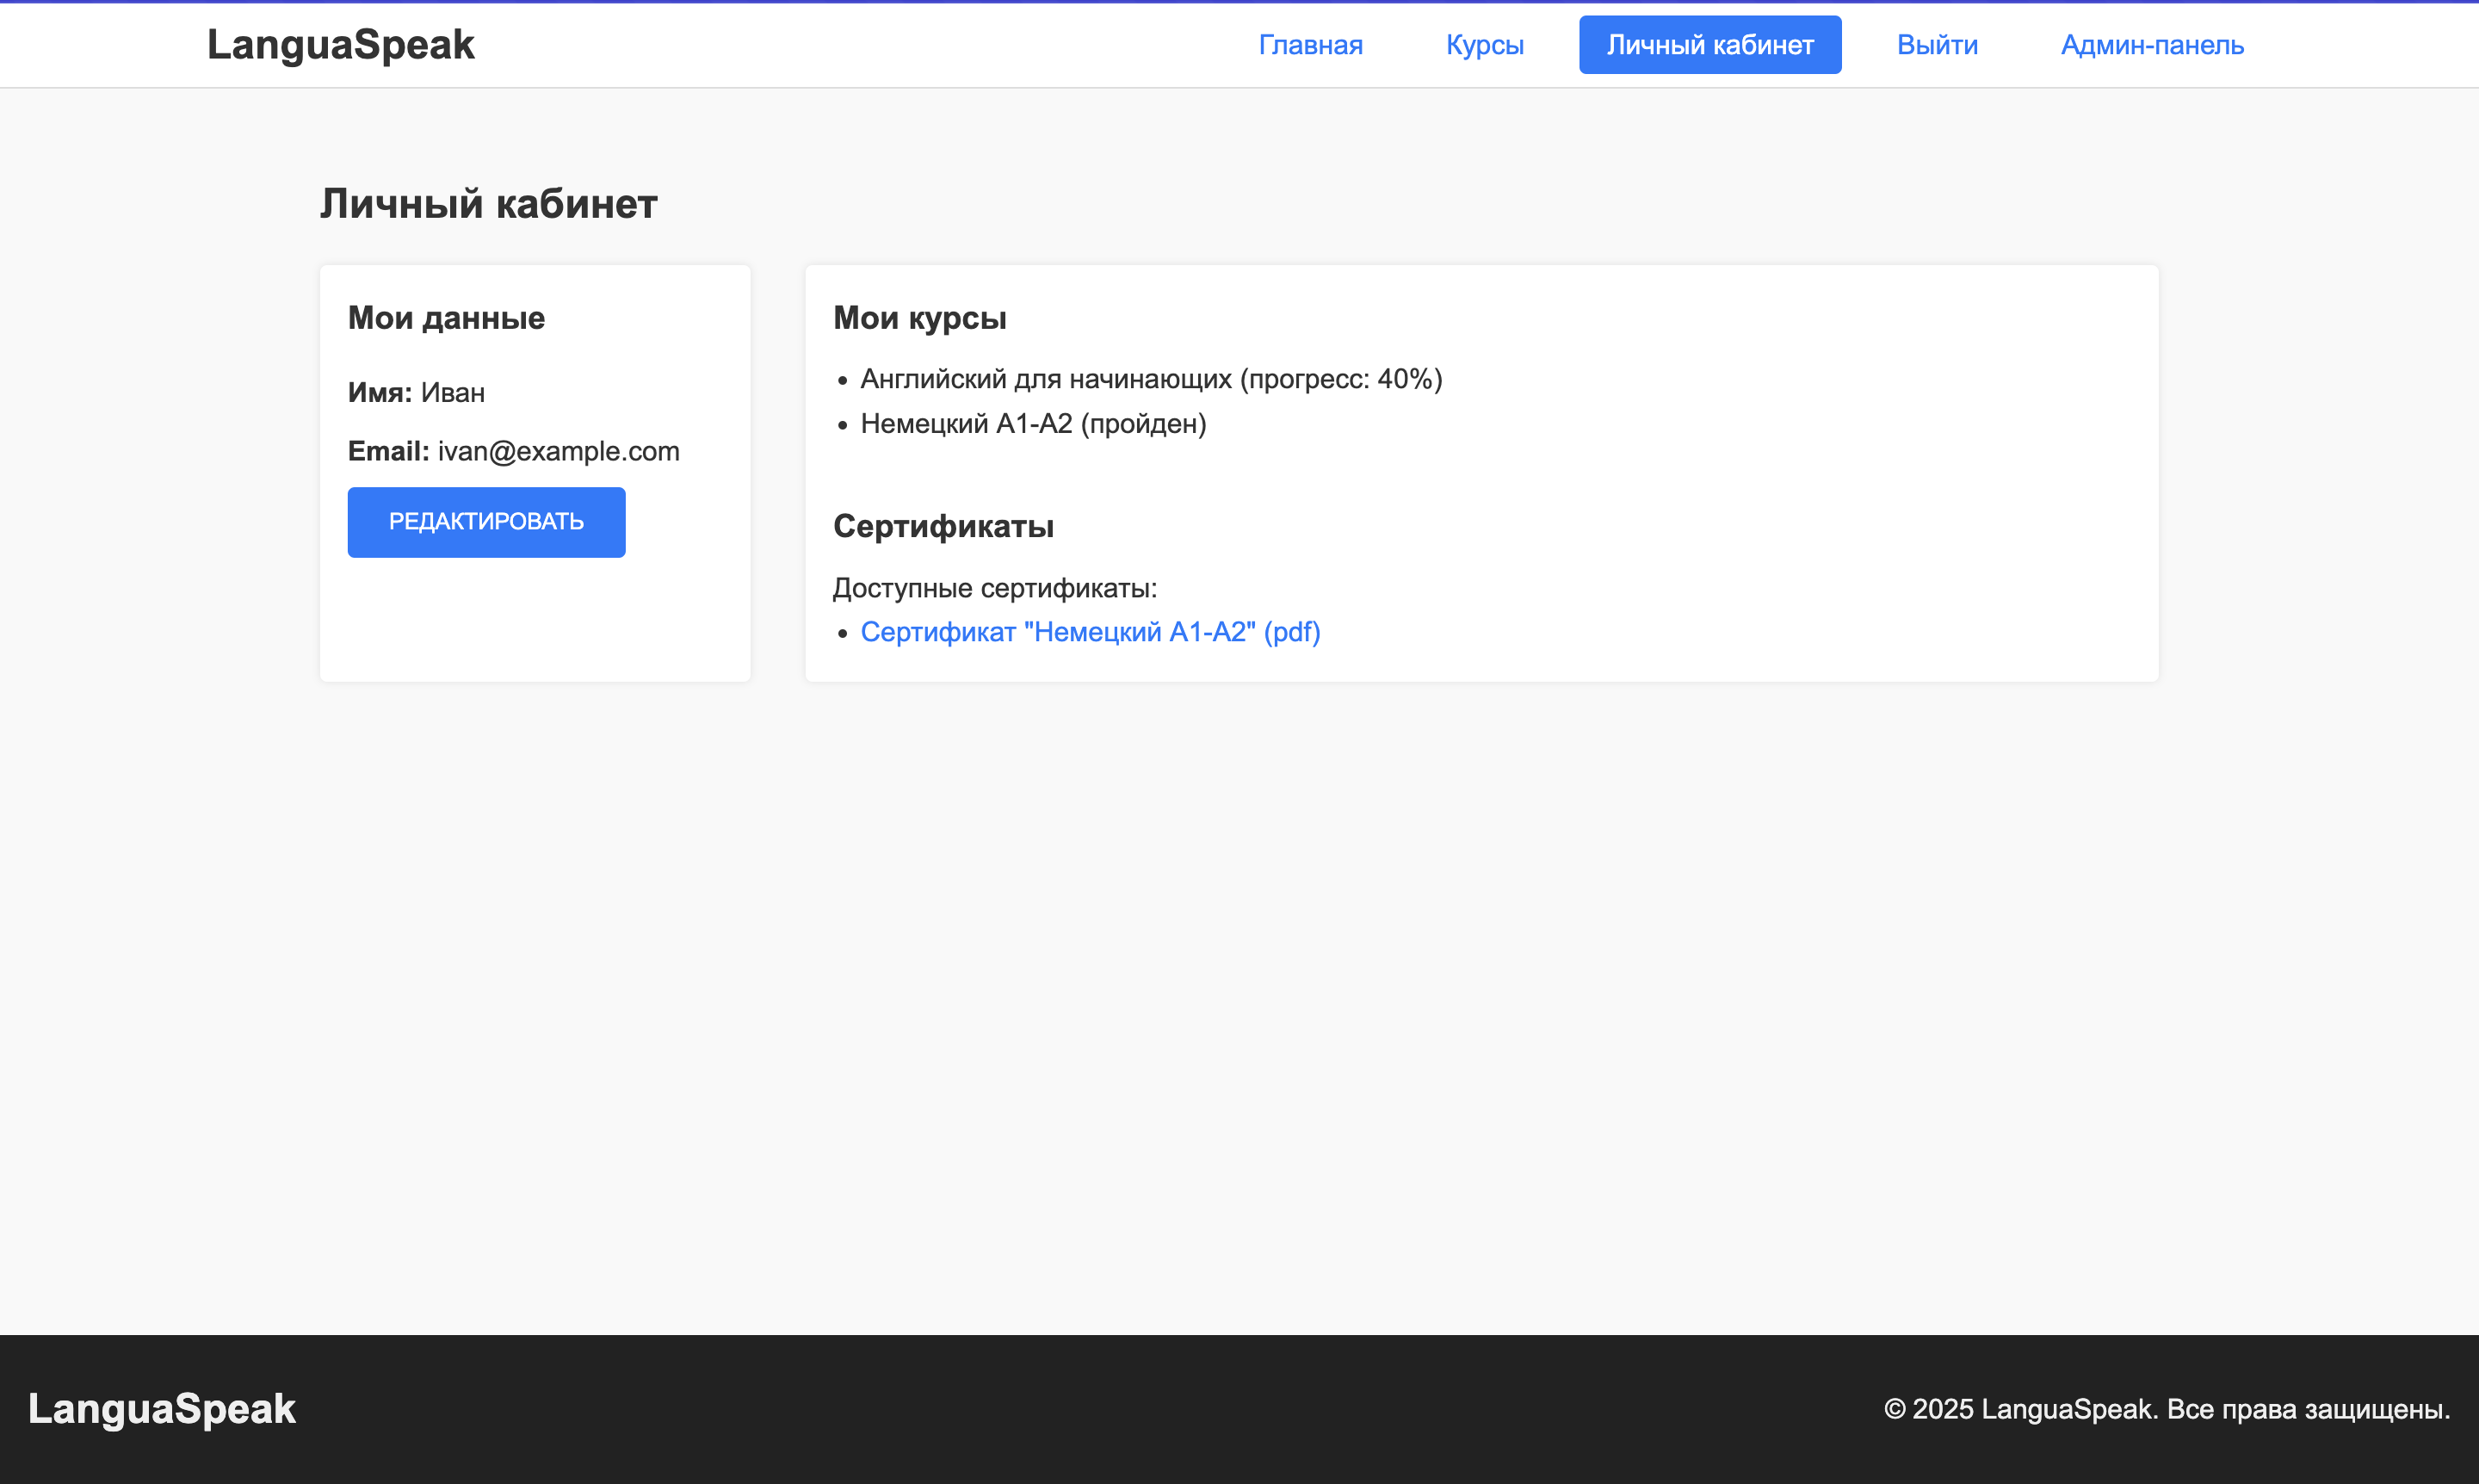 LanguaSpeak
Главная
Курсы
Личный кабинет
Выйти
Админ-панель
Личный кабинет
Мои данные
Имя: Иван
Email: ivan@example.com
РЕДАКТИРОВАТЬ
Мои курсы
• Английский для начинающих (прогресс: 40%)
• Немецкий A1-A2 (пройден)
Сертификаты
Доступные сертификаты:
• Сертификат "Немецкий A1-A2" (pdf)
LanguaSpeak
© 2025 LanguaSpeak. Все права защищены.